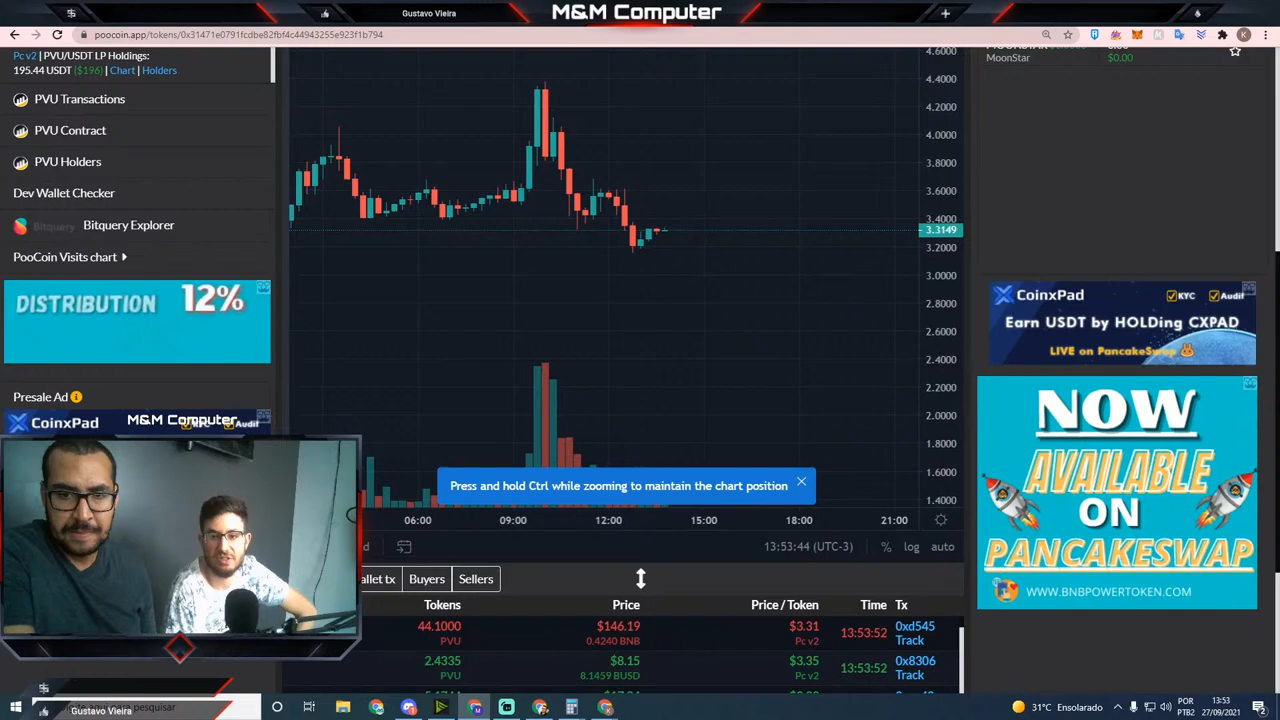 Gustavo Vieira
M&M Computer
poocoin.app/tokens/0x31471e0791fcdbe82fbf4c44943255e923f1b794
Pc v2 | PVU/USDT LP Holdings:
195.44 USDT ($196) | Chart | Holders
PVU Transactions
PVU Contract
PVU Holders
Dev Wallet Checker
Bitquery
Bitquery Explorer
PooCoin Visits chart
DISTRIBUTION 12%
Presale Ad
CoinxPad
M&M Computer
Audit
4.6000
4.4000
4.2000
4.0000
3.8000
3.6000
3.4000
3.3149
3.2000
3.0000
2.8000
2.6000
2.4000
2.2000
2.0000
1.8000
1.6000
1.4000
Press and hold Ctrl while zooming to maintain the chart position
06:00 09:00 12:00 15:00 18:00 21:00
13:53:44 (UTC-3) % log auto
Buyers Sellers
Tokens Price Price / Token Time Tx
44.1000 $146.19 $3.31 13:53:52 0xd545
PVU 0.4240 BNB Pc v2 Track
2.4335 $8.15 $3.35 13:53:52 0x8306
PVU 8.1459 BUSD Pc v2 Track
MoonStar $0.00
CoinxPad KYC Audit
Earn USDT by HOLDing CXPAD
LIVE on PancakeSwap
NOW
AVAILABLE
ON
PANCAKESWAP
WWW.BNBPOWERTOKEN.COM
para pesquisar
Gustavo Vieira
31°C Ensolarado
POR
PTB2
13:53
27/09/2021